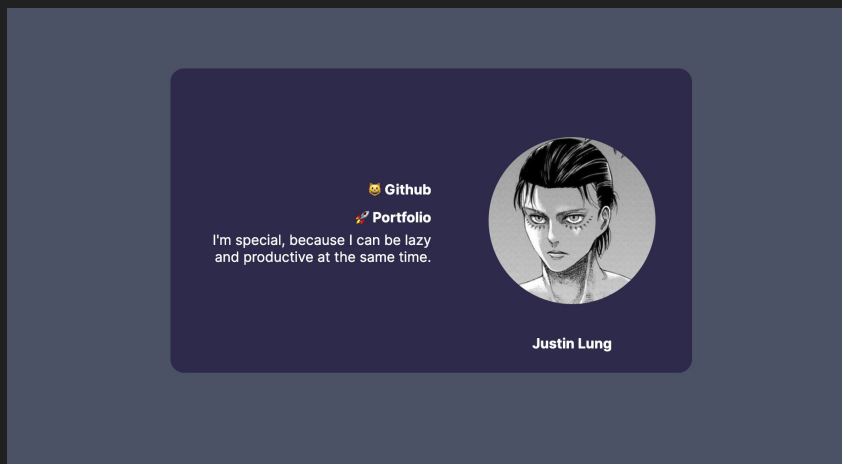 😺 Github
🚀 Portfolio
I'm special, because I can be lazy
and productive at the same time.
Justin Lung